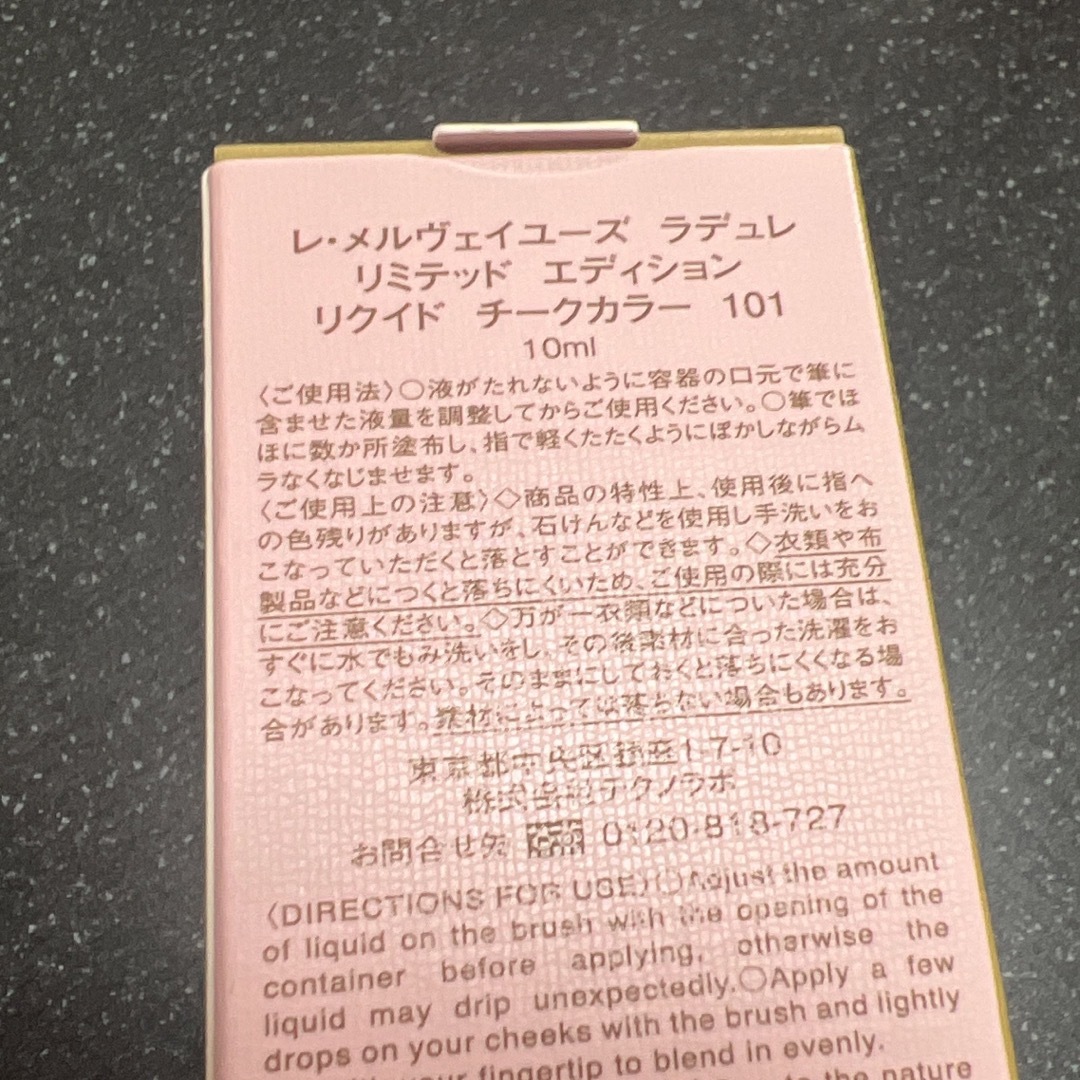 レ・メルヴェイユーズ ラデュレ
リミテッド エディション
リクイド チークカラー 101
10ml
〈ご使用法〉○液がたれないように容器の口元で筆に
含ませた液量を調整してからご使用ください。○筆でほ
ほに数か所塗布し、指で軽くたたくようにぼかしながらム
ラなくなじませます。
〈ご使用上の注意〉◇商品の特性上、使用後に指へ
の色残りがありますが、石けんなどを使用し手洗いをお
こなっていただくと落とすことができます。◇衣類や布
製品などにつくと落ちにくいため、ご使用の際には充分
にご注意ください。◇万が一衣類などについた場合は、
すぐに水でもみ洗いをし、その後素材に合った洗濯をお
こなってください。そのままにしておくと落ちにくくなる場
合があります。素材によっては落ちない場合もあります。
東京都中央区銀座1-7-10
株式会社テクノラボ
お問合せ先 0120-818-727
〈DIRECTIONS FOR USE〉○Adjust the amount
of liquid on the brush with the opening of the
container before applying, otherwise the
liquid may drip unexpectedly.○Apply a few
drops on your cheeks with the brush and lightly
your fingertip to blend in evenly.
to the nature